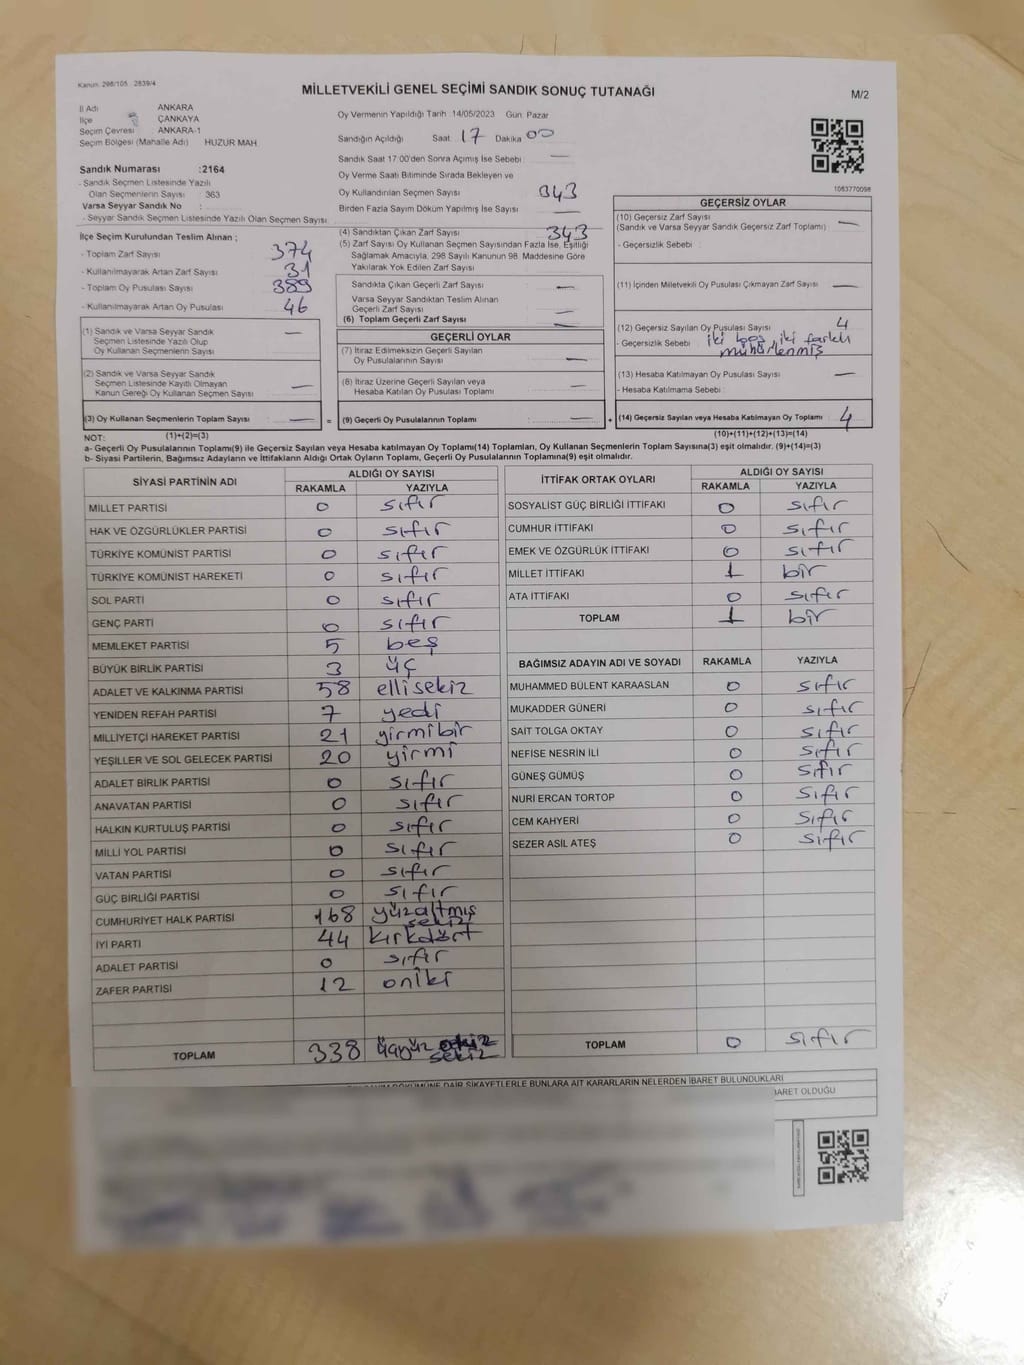 Kanun: 298/105 2839/4
MİLLETVEKİLİ GENEL SEÇİMİ SANDIK SONUÇ TUTANAĞI
M/2
İl Adı ANKARA
İlçe ÇANKAYA
Seçim Çevresi ANKARA-1
Seçim Bölgesi (Mahalle Adı) HUZUR MAH
Oy Vermenin Yapıldığı Tarih :14/05/2023 Gün: Pazar
Sandığın Açıldığı Saat: 17 Dakika 00
Sandık Saat 17:00'den Sonra Açımış İse Sebebi —
Oy Verme Saati Bitiminde Sırada Bekleyen ve
Oy Kullandırılan Seçmen Sayısı 343
Birden Fazla Sayım Döküm Yapılmış İse Sayısı —
Sandık Numarası :2164
- Sandık Seçmen Listesinde Yazılı
Olan Seçmenlerin Sayısı : 363
Varsa Seyyar Sandık No :
- Seyyar Sandık Seçmen Listesinde Yazılı Olan Seçmen Sayısı
1083770098
İlçe Seçim Kurulundan Teslim Alınan ;
- Toplam Zarf Sayısı 374
- Kullanılmayarak Artan Zarf Sayısı 31
- Toplam Oy Pusulası Sayısı 389
- Kullanılmayarak Artan Oy Pusulası 46
(4) Sandıktan Çıkan Zarf Sayısı 343
(5) Zarf Sayısı Oy Kullanan Seçmen Sayısından Fazla İse, Eşitliği
Sağlamak Amacıyla, 298 Sayılı Kanunun 98. Maddesine Göre
Yakılarak Yok Edilen Zarf Sayısı
Sandıkta Çıkan Geçerli Zarf Sayısı —
Varsa Seyyar Sandıktan Teslim Alınan
Geçerli Zarf Sayısı —
(6) Toplam Geçerli Zarf Sayısı —
GEÇERSİZ OYLAR
(10) Geçersiz Zarf Sayısı —
(Sandık ve Varsa Seyyar Sandık Geçersiz Zarf Toplamı)
- Geçersizlik Sebebi :
(11) İçinden Milletvekili Oy Pusulası Çıkmayan Zarf Sayısı —
(12) Geçersiz Sayılan Oy Pusulası Sayısı 4
- Geçersizlik Sebebi : iki boş, iki farklı
mühürlenmiş
(13) Hesaba Katılmayan Oy Pusulası Sayısı —
- Hesaba Katılmama Sebebi :
(14) Geçersiz Sayılan veya Hesaba Katılmayan Oy Toplamı 4
(10)+(11)+(12)+(13)=(14)
(1) Sandık ve Varsa Seyyar Sandık —
Seçmen Listesinde Yazılı Olup
Oy Kullanan Seçmenlerin Sayısı
(2) Sandık ve Varsa Seyyar Sandık
Seçmen Listesinde Kayıtlı Olmayan
Kanun Gereği Oy Kullanan Seçmen Sayısı —
(3) Oy Kullanan Seçmenlerin Toplam Sayısı — =
(1)+(2)=(3)
GEÇERLİ OYLAR
(7) İtiraz Edilmeksizin Geçerli Sayılan
Oy Pusulalarının Sayısı —
(8) İtiraz Üzerine Geçerli Sayılan veya
Hesaba Katılan Oy Pusulası Toplamı —
(9) Geçerli Oy Pusulalarının Toplamı — +
NOT:
a- Geçerli Oy Pusulalarının Toplamı(9) ile Geçersiz Sayılan veya Hesaba katılmayan Oy Toplamı(14) Toplamları, Oy Kullanan Seçmenlerin Toplam Sayısına(3) eşit olmalıdır. (9)+(14)=(3)
b- Siyasi Partilerin, Bağımsız Adayların ve İttifakların Aldığı Ortak Oyların Toplamı, Geçerli Oy Pusulalarının Toplamına(9) eşit olmalıdır.
SİYASİ PARTİNİN ADI ALDIĞI OY SAYISI
RAKAMLA YAZIYLA
MİLLET PARTİSİ 0 sıfır
HAK VE ÖZGÜRLÜKLER PARTİSİ 0 sıfır
TÜRKİYE KOMÜNİST PARTİSİ 0 sıfır
TÜRKİYE KOMÜNİST HAREKETİ 0 sıfır
SOL PARTİ 0 sıfır
GENÇ PARTİ 0 sıfır
MEMLEKET PARTİSİ 5 beş
BÜYÜK BİRLİK PARTİSİ 3 üç
ADALET VE KALKINMA PARTİSİ 58 ellisekiz
YENİDEN REFAH PARTİSİ 7 yedi
MİLLİYETÇİ HAREKET PARTİSİ 21 yirmibir
YEŞİLLER VE SOL GELECEK PARTİSİ 20 yirmi
ADALET BİRLİK PARTİSİ 0 sıfır
ANAVATAN PARTİSİ 0 sıfır
HALKIN KURTULUŞ PARTİSİ 0 sıfır
MİLLİ YOL PARTİSİ 0 sıfır
VATAN PARTİSİ 0 sıfır
GÜÇ BİRLİĞİ PARTİSİ 0 sıfır
CUMHURİYET HALK PARTİSİ 168 yüzaltmış
sekiz
İYİ PARTİ 44 kırkdört
ADALET PARTİSİ 0 sıfır
ZAFER PARTİSİ 12 oniki
TOPLAM 338 üçyüz
sekiz
İTTİFAK ORTAK OYLARI ALDIĞI OY SAYISI
RAKAMLA YAZIYLA
SOSYALİST GÜÇ BİRLİĞİ İTTİFAKI 0 sıfır
CUMHUR İTTİFAKI 0 sıfır
EMEK VE ÖZGÜRLÜK İTTİFAKI 0 sıfır
MİLLET İTTİFAKI 1 bir
ATA İTTİFAKI 0 sıfır
TOPLAM 1 bir
BAĞIMSIZ ADAYIN ADI VE SOYADI RAKAMLA YAZIYLA
MUHAMMED BÜLENT KARAASLAN 0 sıfır
MUKADDER GÜNERİ 0 sıfır
SAİT TOLGA OKTAY 0 sıfır
NEFİSE NESRİN İLİ 0 sıfır
GÜNEŞ GÜMÜŞ 0 sıfır
NURİ ERCAN TORTOP 0 sıfır
CEM KAHYERİ 0 sıfır
SEZER ASİL ATEŞ 0 sıfır
TOPLAM 0 sıfır
DÖKÜMÜNE DAİR ŞİKAYETLERLE BUNLARA AİT KARARLARIN NELERDEN İBARET BULUNDUKLARI
İBARET OLDUĞU